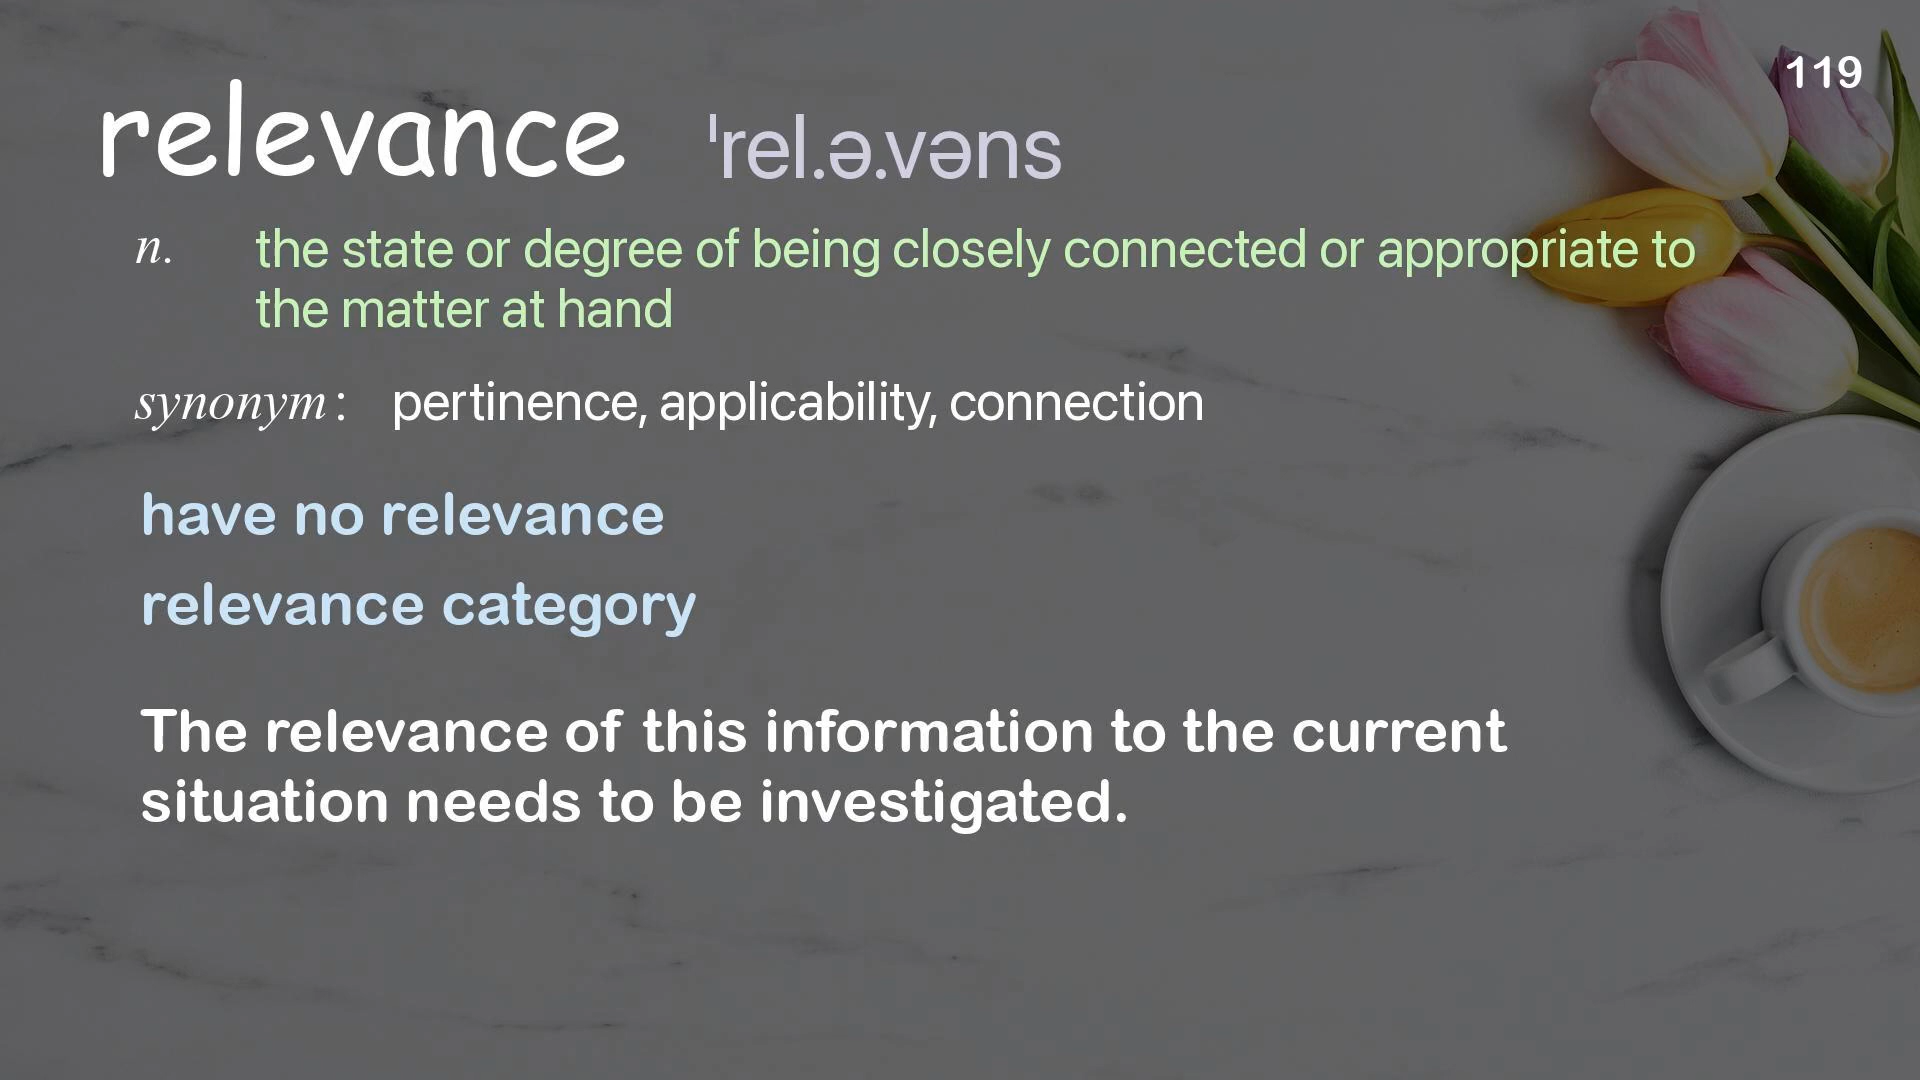 119
relevance ˈrel.ə.vəns
n. the state or degree of being closely connected or appropriate to
the matter at hand
synonym: pertinence, applicability, connection
have no relevance
relevance category
The relevance of this information to the current
situation needs to be investigated.